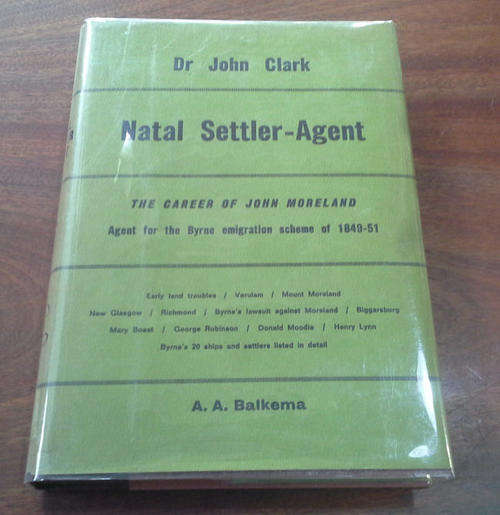 Dr John Clark
Natal Settler-Agent
THE CAREER OF JOHN MORELAND
Agent for the Byrne emigration scheme of 1849-51
Early land troubles / Verulam / Mount Moreland
New Glasgow / Richmond / Byrne's lawsuit against Moreland / Biggarsburg
Mary Boast / George Robinson / Donald Moodie / Henry Lynn
Byrne's 20 ships and settlers listed in detail
A. A. Balkema